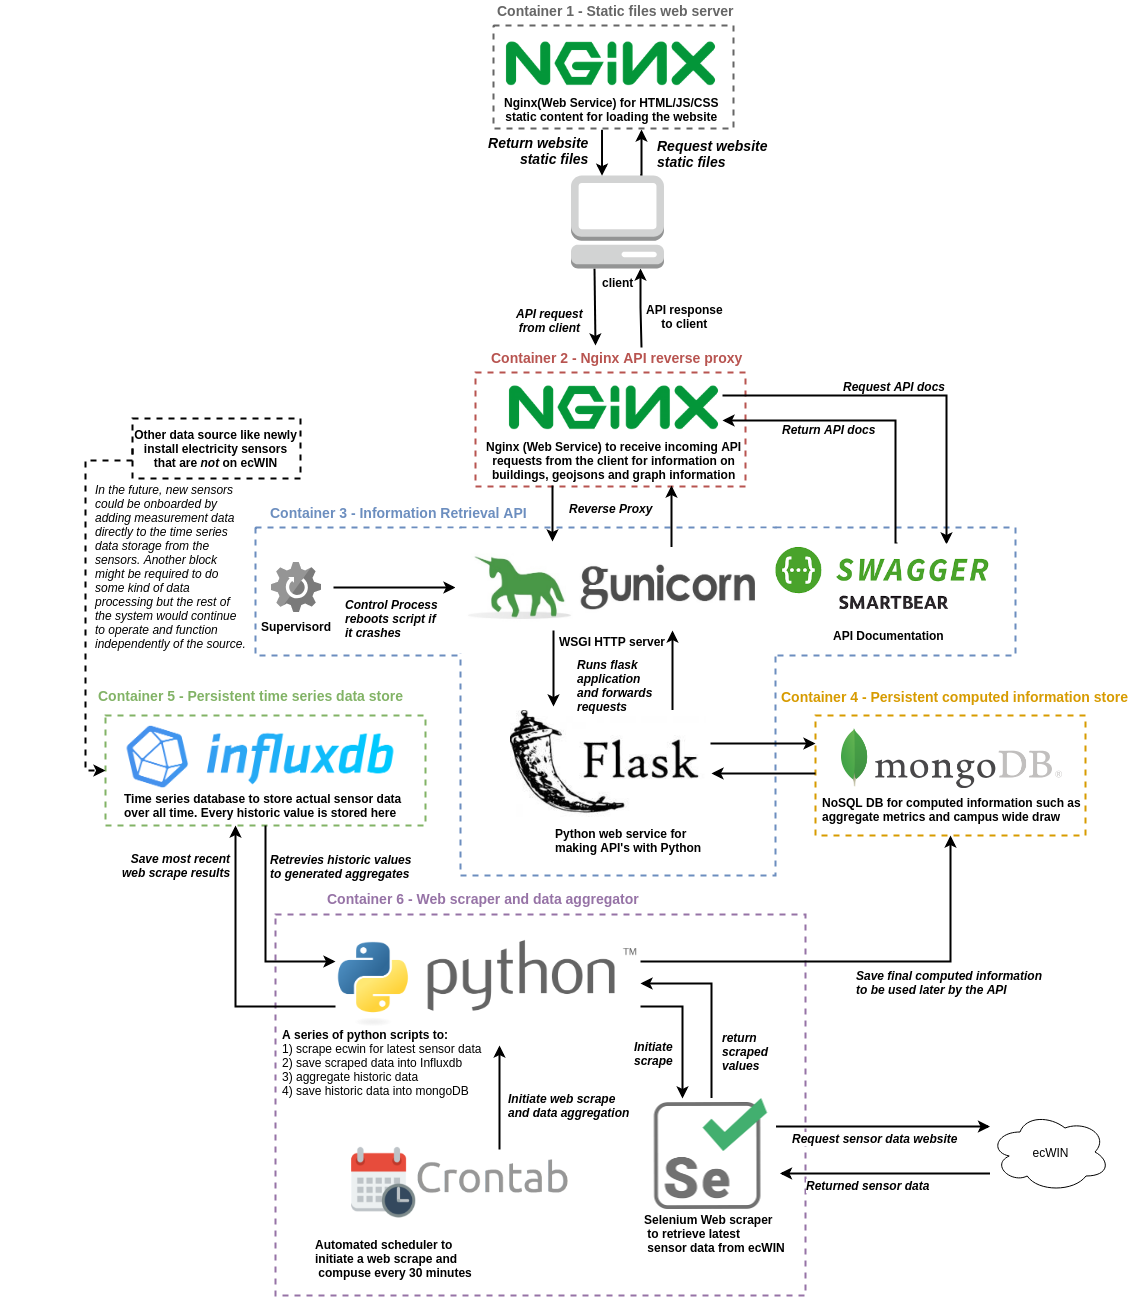 Container 1 - Static files web server
NGINX
Nginx(Web Service) for HTML/JS/CSS
static content for loading the website
Return website
static files
Request website
static files
client
API request
from client
API response
to client
Container 2 - Nginx API reverse proxy
NGINX
Nginx (Web Service) to receive incoming API
requests from the client for information on
buildings, geojsons and graph information
Request API docs
Return API docs
Other data source like newly
install electricity sensors
that are not on ecWIN
In the future, new sensors
could be onboarded by
adding measurement data
directly to the time series
data storage from the
sensors. Another block
might be required to do
some kind of data
processing but the rest of
the system would continue
to operate and function
independently of the source.
Reverse Proxy
Container 3 - Information Retrieval API
Supervisord
Control Process
reboots script if
it crashes
gunicorn
WSGI HTTP server
SWAGGER
SMARTBEAR
API Documentation
Runs flask
application
and forwards
requests
Flask
Python web service for
making API's with Python
Container 5 - Persistent time series data store
influxdb
Time series database to store actual sensor data
over all time. Every historic value is stored here
Container 4 - Persistent computed information store
mongoDB®
NoSQL DB for computed information such as
aggregate metrics and campus wide draw
Save most recent
web scrape results
Retrevies historic values
to generated aggregates
Container 6 - Web scraper and data aggregator
python™
A series of python scripts to:
1) scrape ecwin for latest sensor data
2) save scraped data into Influxdb
3) aggregate historic data
4) save historic data into mongoDB
Save final computed information
to be used later by the API
Initiate
scrape
return
scraped
values
Initiate web scrape
and data aggregation
Crontab
Automated scheduler to
initiate a web scrape and
compuse every 30 minutes
Se
Selenium Web scraper
to retrieve latest
sensor data from ecWIN
Request sensor data website
Returned sensor data
ecWIN